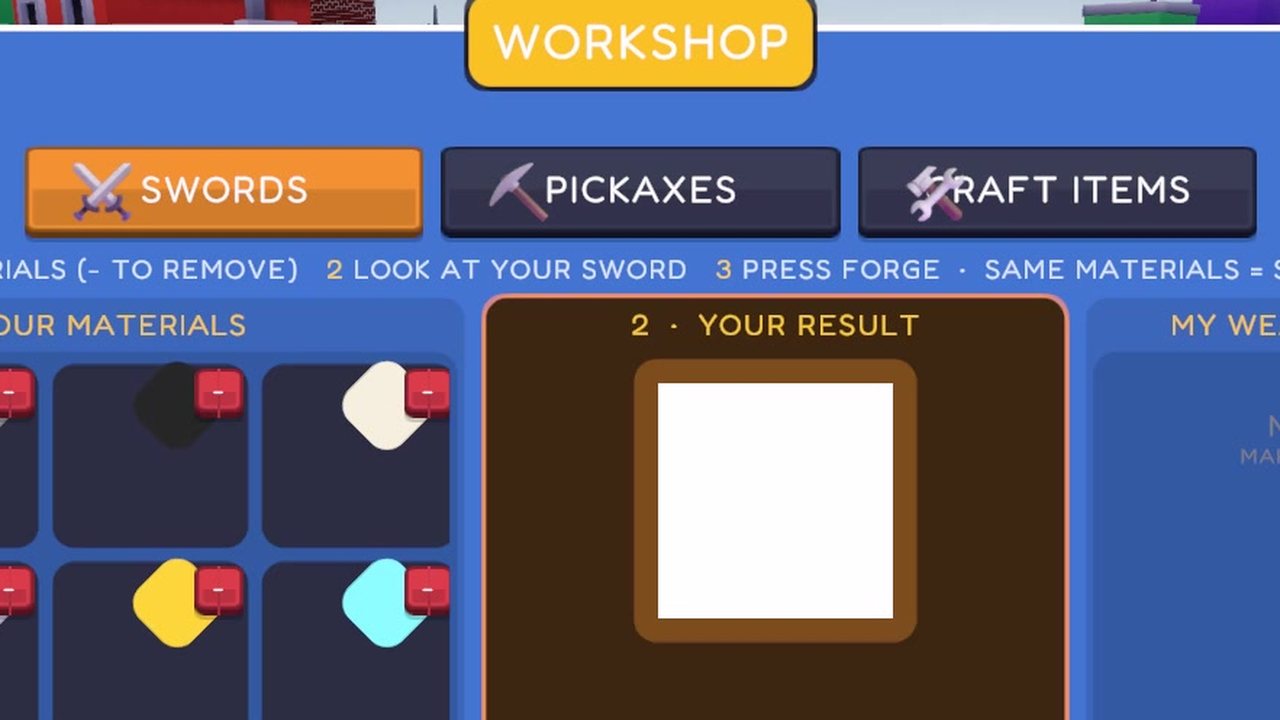 WORKSHOP
SWORDS
PICKAXES
RAFT ITEMS
RIALS (- TO REMOVE) 2 LOOK AT YOUR SWORD 3 PRESS FORGE · SAME MATERIALS = S
OUR MATERIALS
2 · YOUR RESULT
MY WE
- - -
- - -